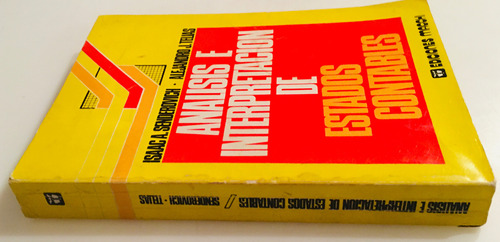 ISAAC A. SENDEROVICH - ALEJANDRO J. TELIAS
ANALISIS E
INTERPRETACION
DE
ESTADOS
CONTABLES
EDICIONES MACCHI
ANALISIS E INTERPRETACION DE ESTADOS CONTABLES / SENDEROVICH - TELIAS